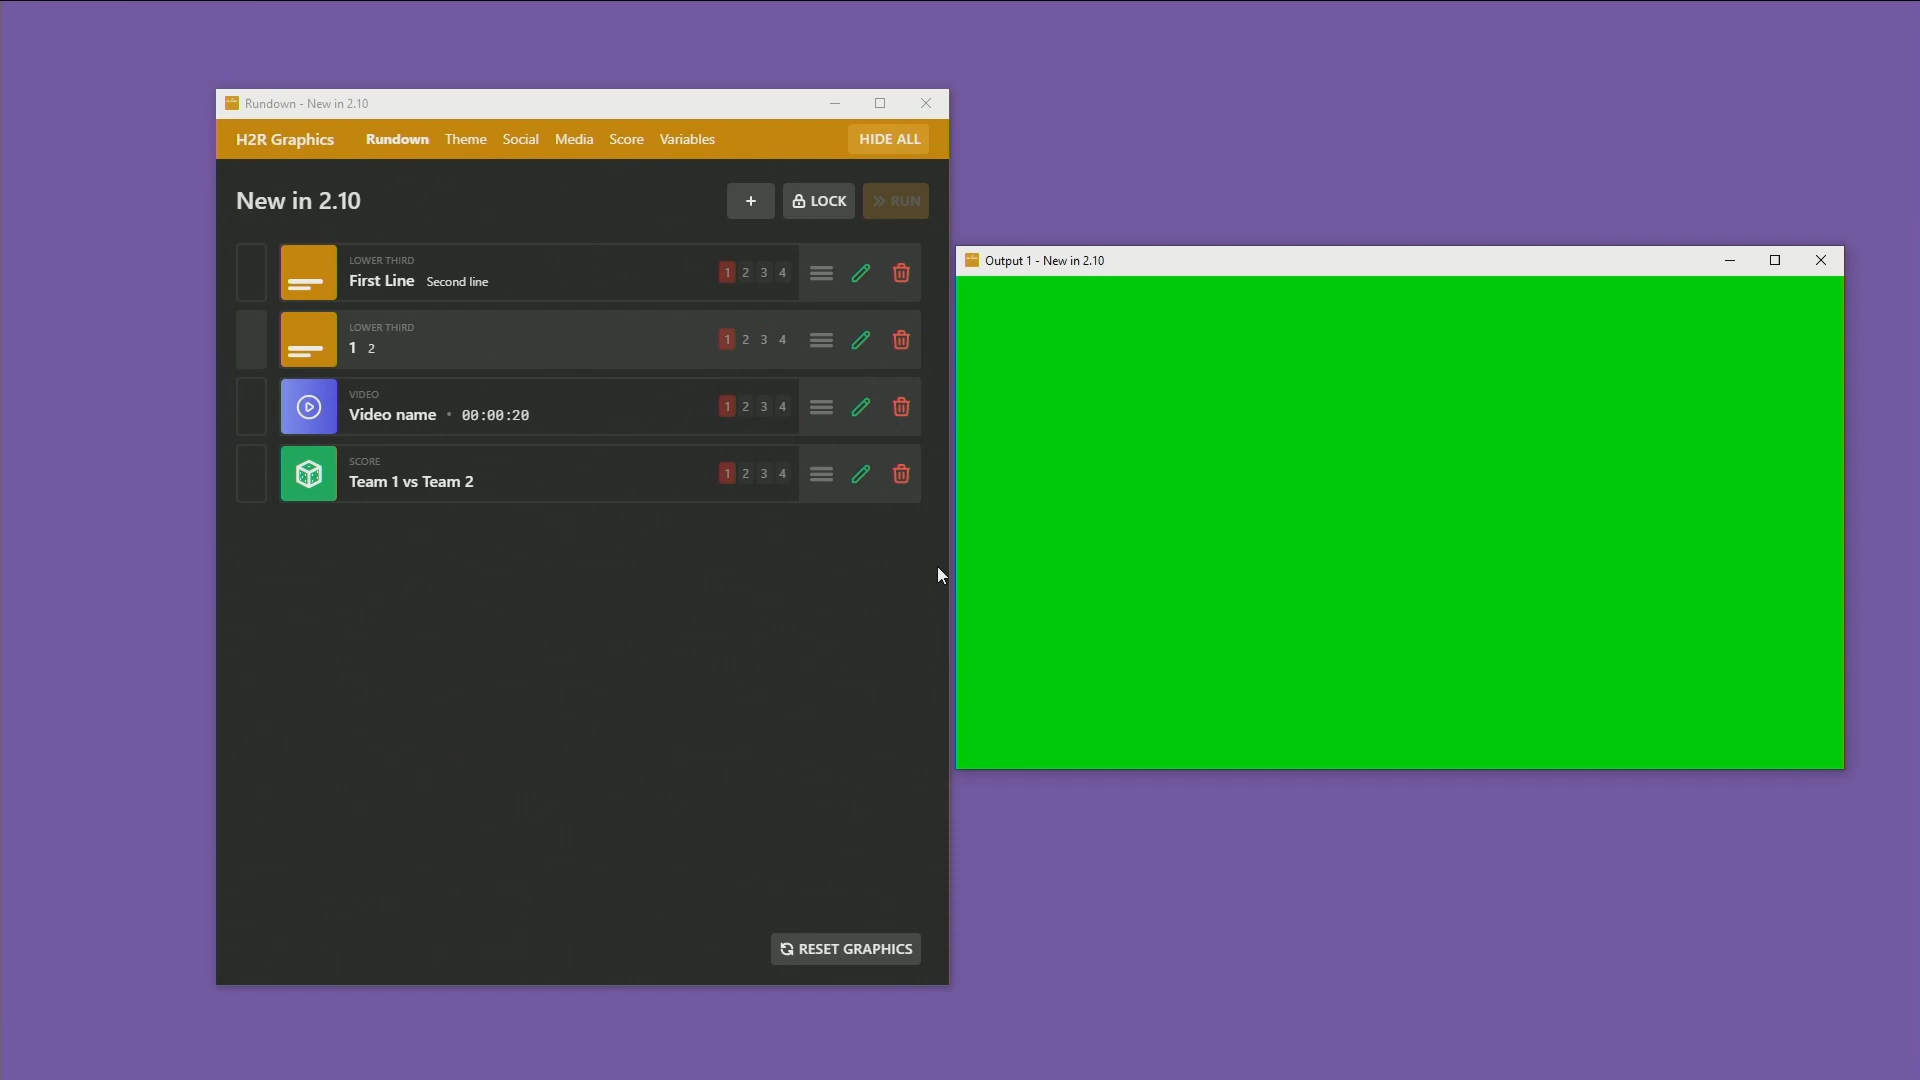 Rundown - New in 2.10
H2R Graphics Rundown Theme Social Media Score Variables HIDE ALL
New in 2.10 + LOCK RUN
LOWER THIRD
First Line Second line 1 2 3 4
LOWER THIRD
1 2 1 2 3 4
VIDEO
Video name • 00:00:20 1 2 3 4
SCORE
Team 1 vs Team 2 1 2 3 4
RESET GRAPHICS
Output 1 - New in 2.10